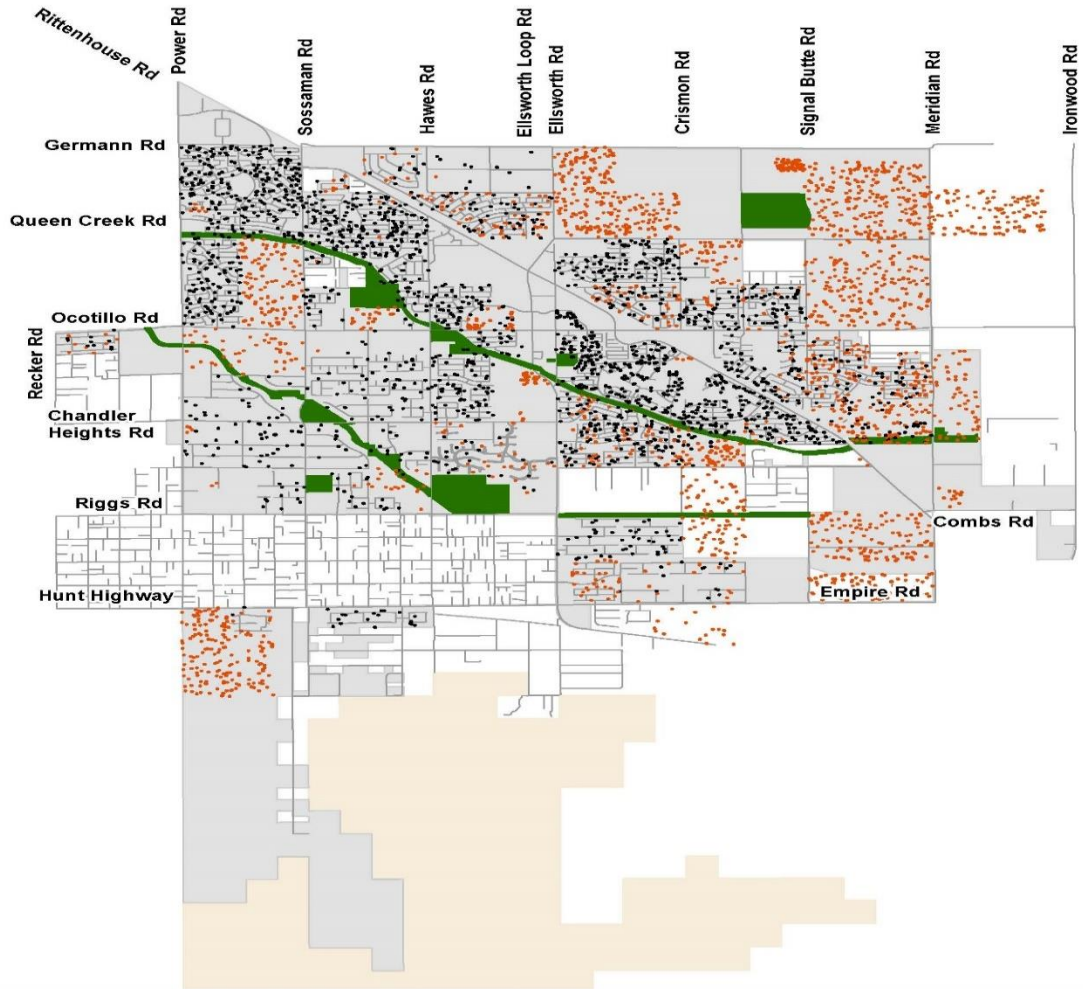 Rittenhouse Rd
Power Rd
Sossaman Rd
Hawes Rd
Ellsworth Loop Rd
Ellsworth Rd
Crismon Rd
Signal Butte Rd
Meridian Rd
Ironwood Rd
Germann Rd
Queen Creek Rd
Ocotillo Rd
Recker Rd
Chandler
Heights Rd
Riggs Rd
Combs Rd
Hunt Highway
Empire Rd